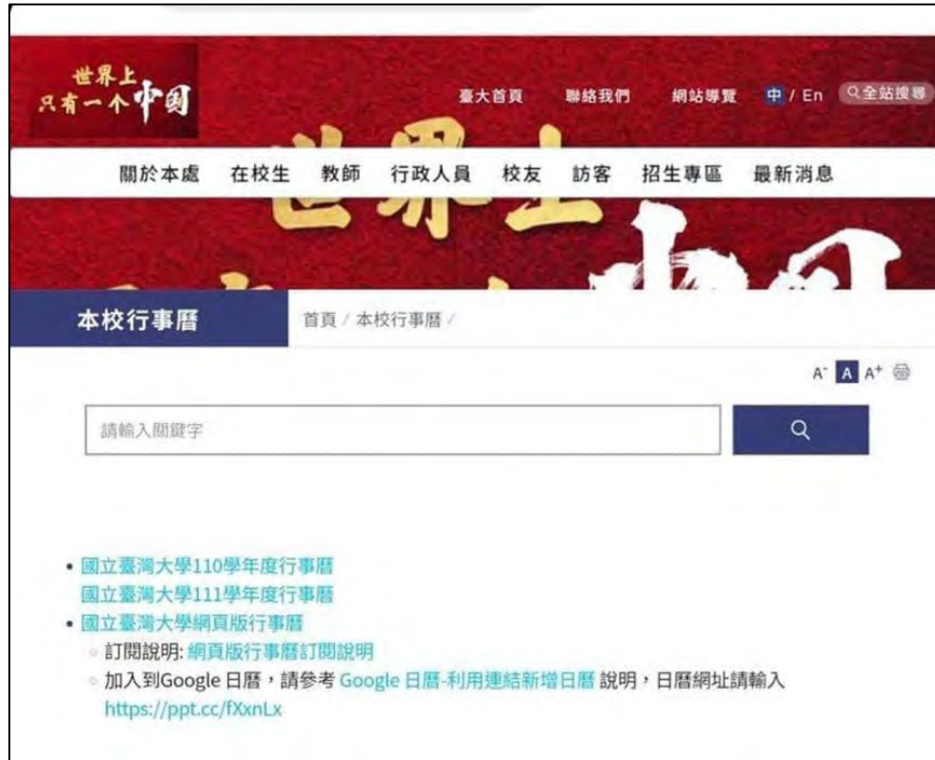 世界上
只有一个中国
臺大首頁 聯絡我們 網站導覽 中 / En 全站搜尋
關於本處 在校生 教師 行政人員 校友 訪客 招生專區 最新消息
世界上
中国
本校行事曆 首頁 / 本校行事曆 /
A- A A+
請輸入關鍵字
• 國立臺灣大學110學年度行事曆
國立臺灣大學111學年度行事曆
• 國立臺灣大學網頁版行事曆
◦ 訂閱說明: 網頁版行事曆訂閱說明
◦ 加入到Google 日曆，請參考 Google 日曆-利用連結新增日曆 說明，日曆網址請輸入
https://ppt.cc/fXxnLx